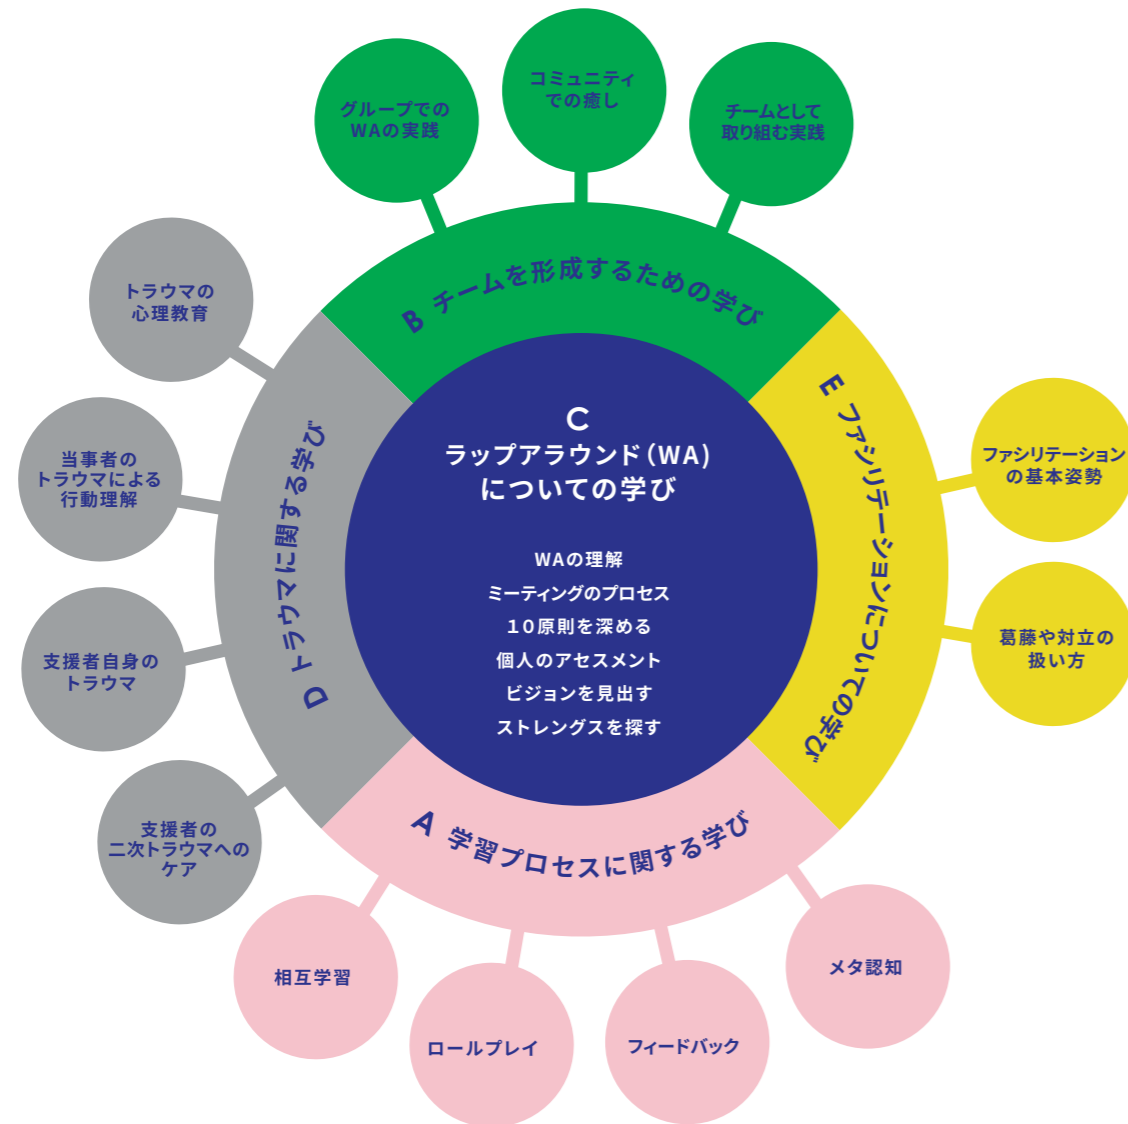 グループでの
WAの実践
コミュニティ
での癒し
チームとして
取り組む実践
B チームを形成するための学び
トラウマの
心理教育
当事者の
トラウマによる
行動理解
支援者自身の
トラウマ
支援者の
二次トラウマへの
ケア
D トラウマに関する学び
C
ラップアラウンド（WA)
についての学び
WAの理解
ミーティングのプロセス
10原則を深める
個人のアセスメント
ビジョンを見出す
ストレングスを探す
E ファシリテーションについての学び
ファシリテーション
の基本姿勢
葛藤や対立の
扱い方
A 学習プロセスに関する学び
相互学習
ロールプレイ
フィードバック
メタ認知